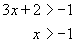 3x + 2 > −1
x > −1